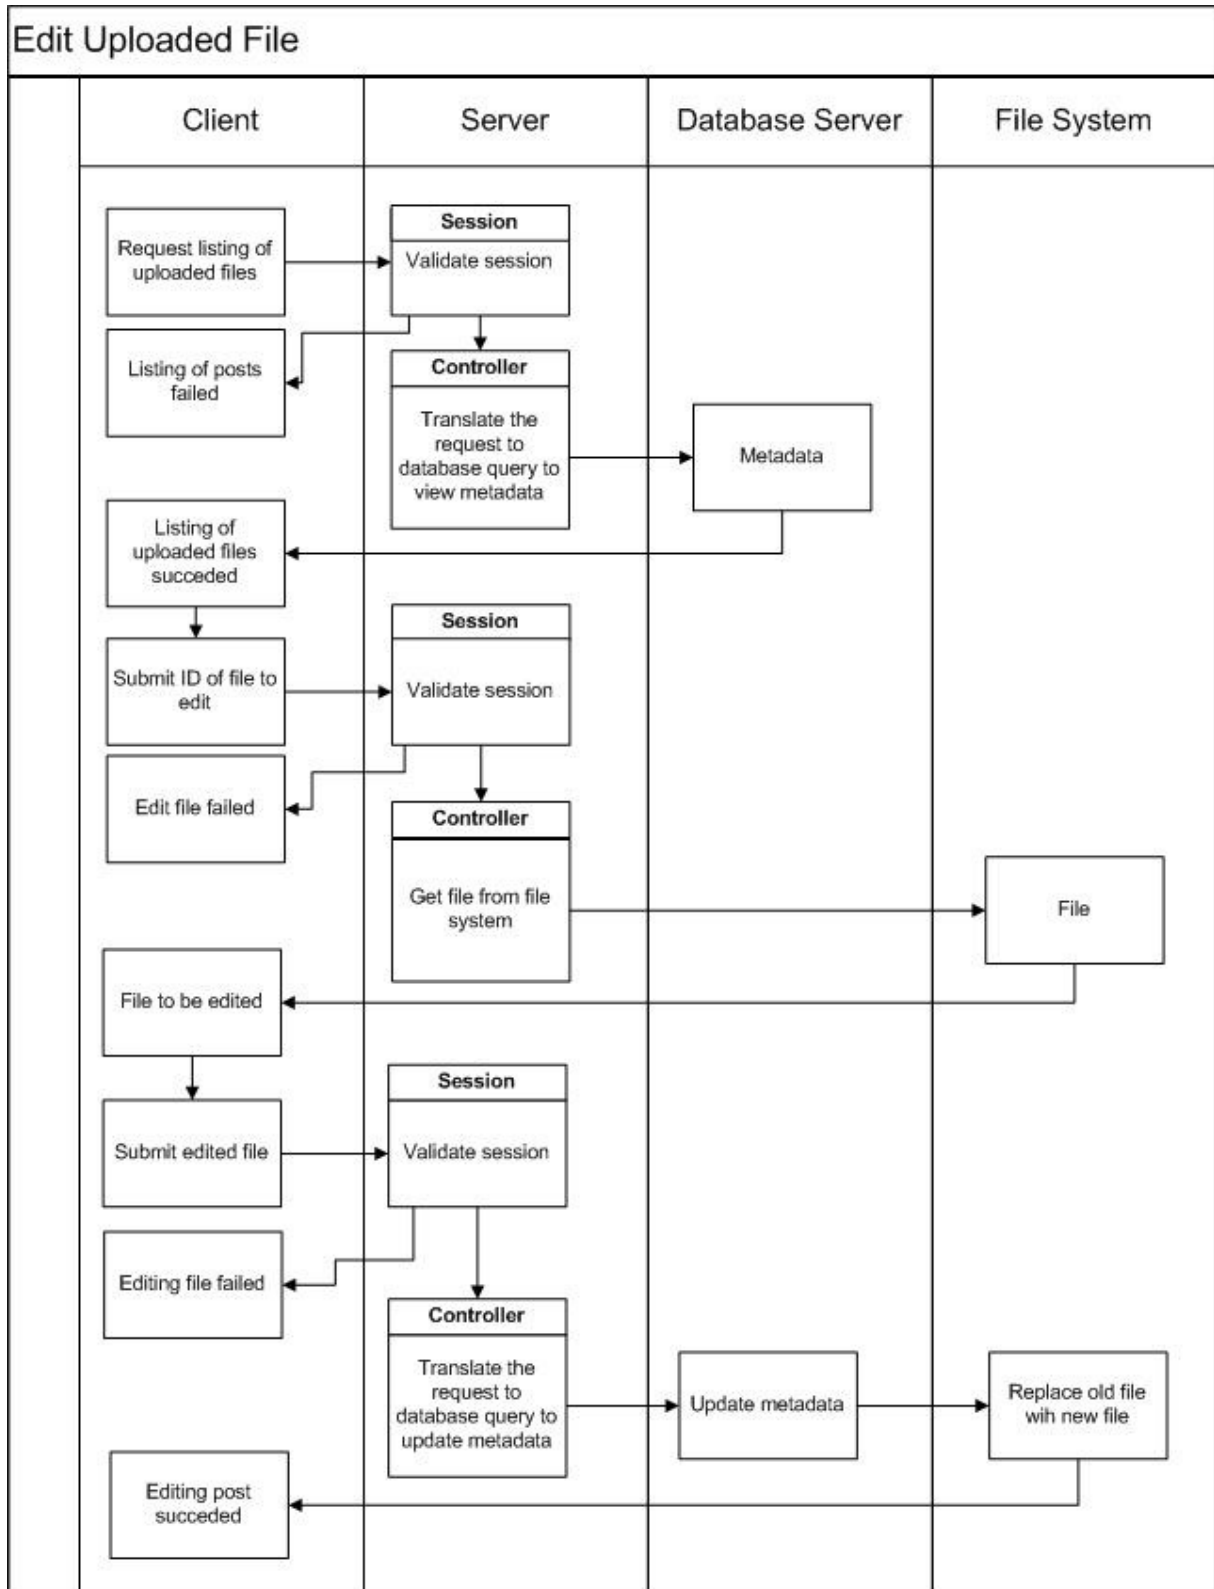 Edit Uploaded File
Client
Server
Database Server
File System
Request listing of
uploaded files
Session
Validate session
Listing of posts
failed
Controller
Translate the
request to
database query to
view metadata
Metadata
Listing of
uploaded files
succeded
Submit ID of file to
edit
Session
Validate session
Edit file failed
Controller
Get file from file
system
File
File to be edited
Submit edited file
Session
Validate session
Editing file failed
Controller
Translate the
request to
database query to
update metadata
Update metadata
Replace old file
wih new file
Editing post
succeded